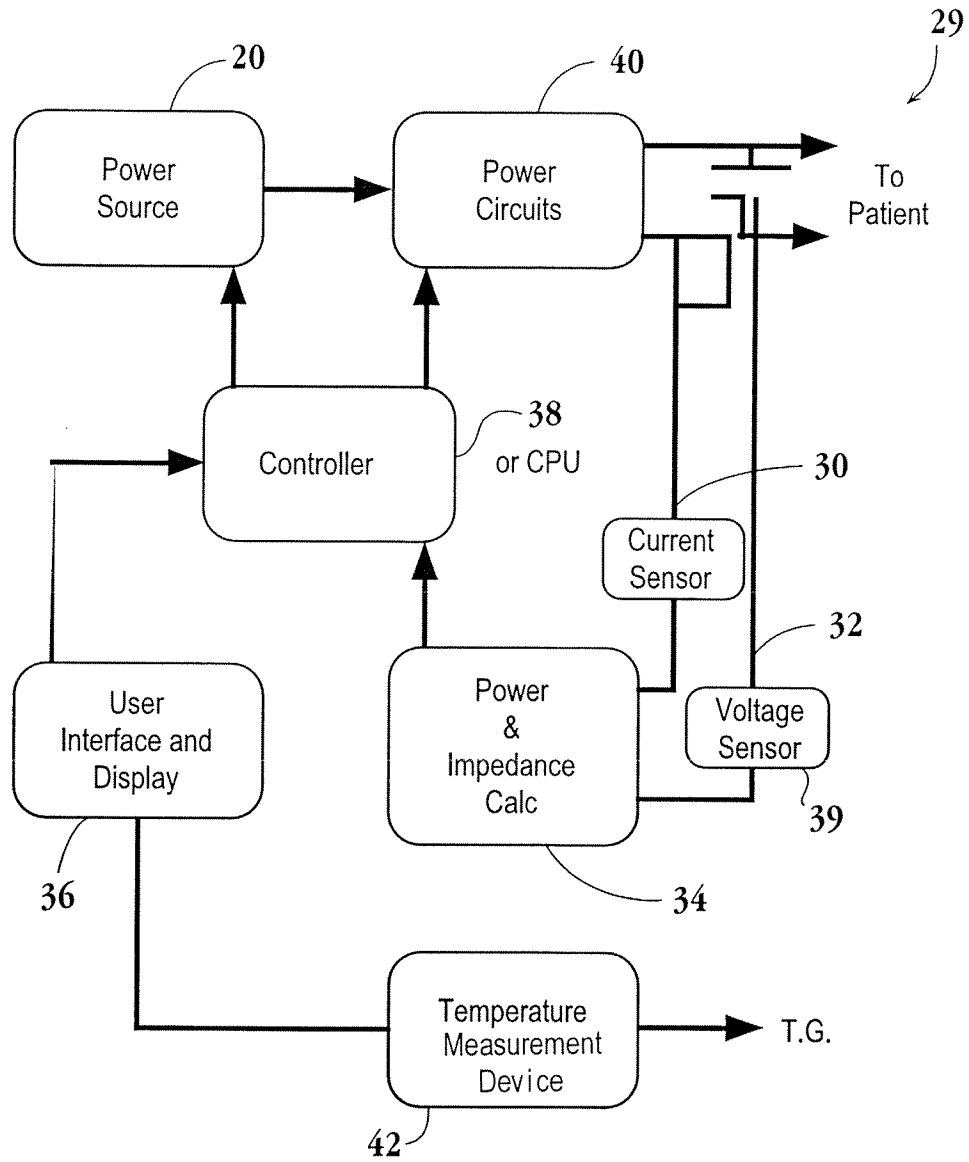 29
20
40
Power
Source
Power
Circuits
To
Patient
38
Controller
or CPU
30
Current
Sensor
32
User
Interface and
Display
Power
&
Impedance
Calc
Voltage
Sensor
39
36
34
Temperature
Measurement
Device
T.G.
42